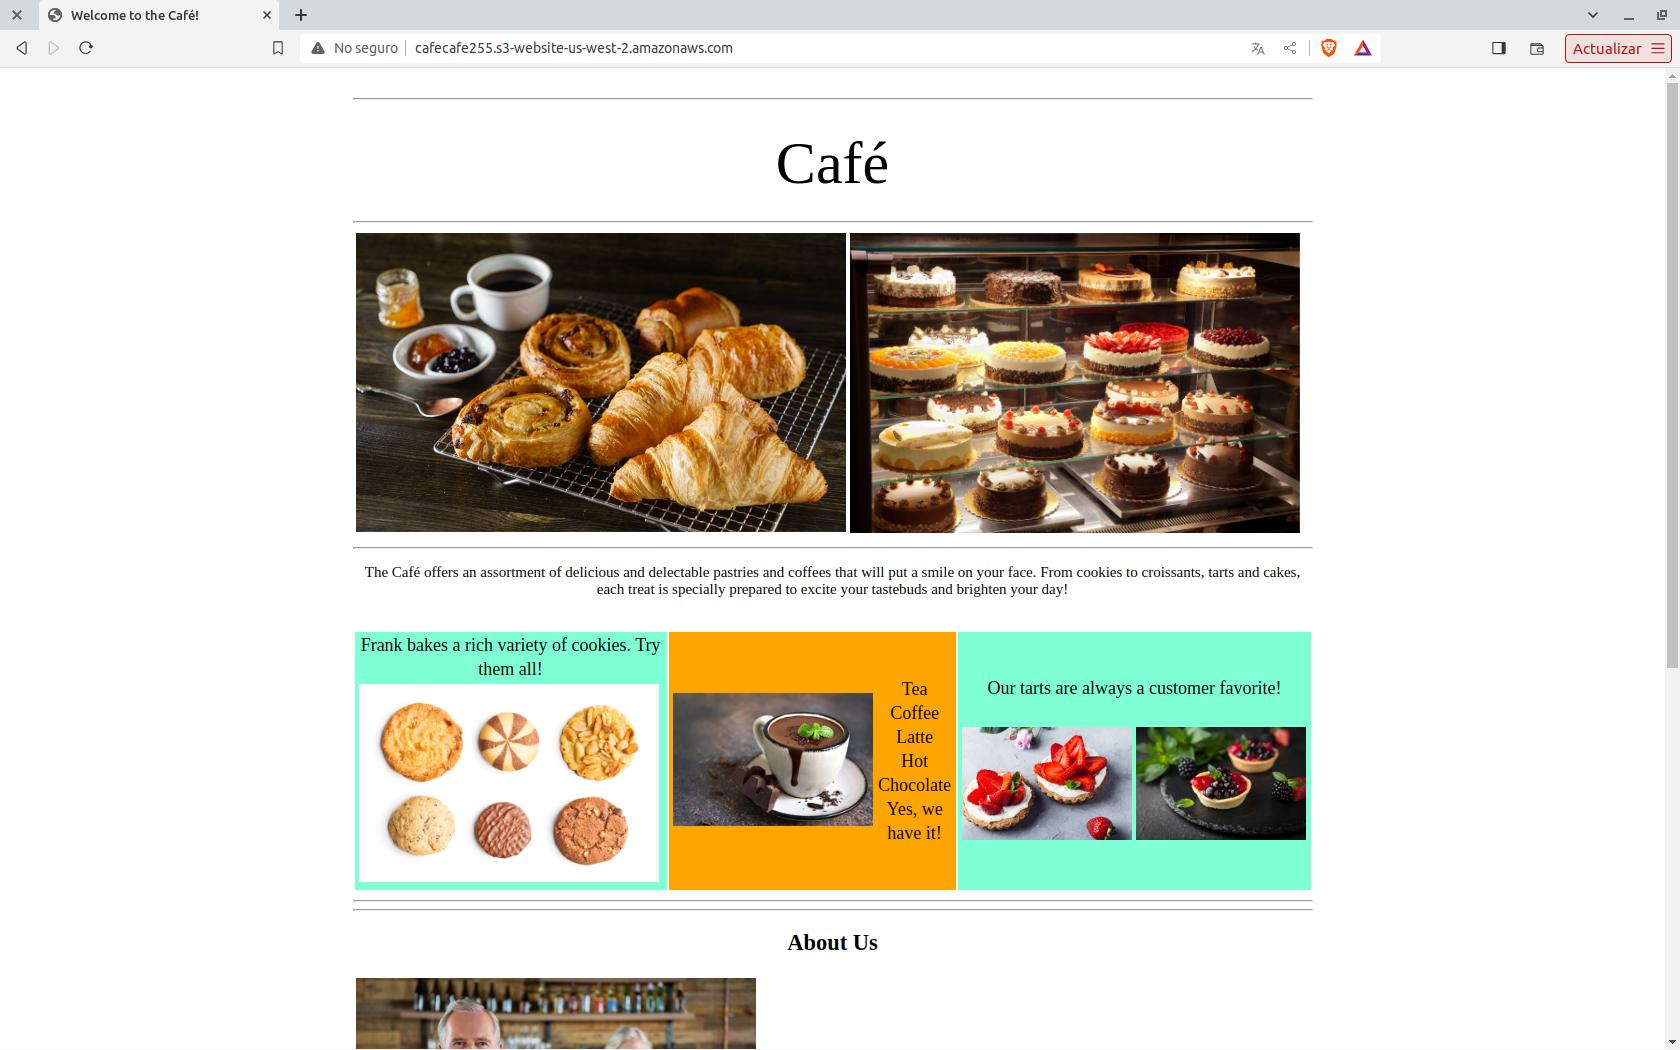 Welcome to the Café!
No seguro
cafecafe255.s3-website-us-west-2.amazonaws.com
Actualizar
Café
The Café offers an assortment of delicious and delectable pastries and coffees that will put a smile on your face. From cookies to croissants, tarts and cakes,
each treat is specially prepared to excite your tastebuds and brighten your day!
Frank bakes a rich variety of cookies. Try
them all!
Tea
Coffee
Latte
Hot
Chocolate
Yes, we
have it!
Our tarts are always a customer favorite!
About Us